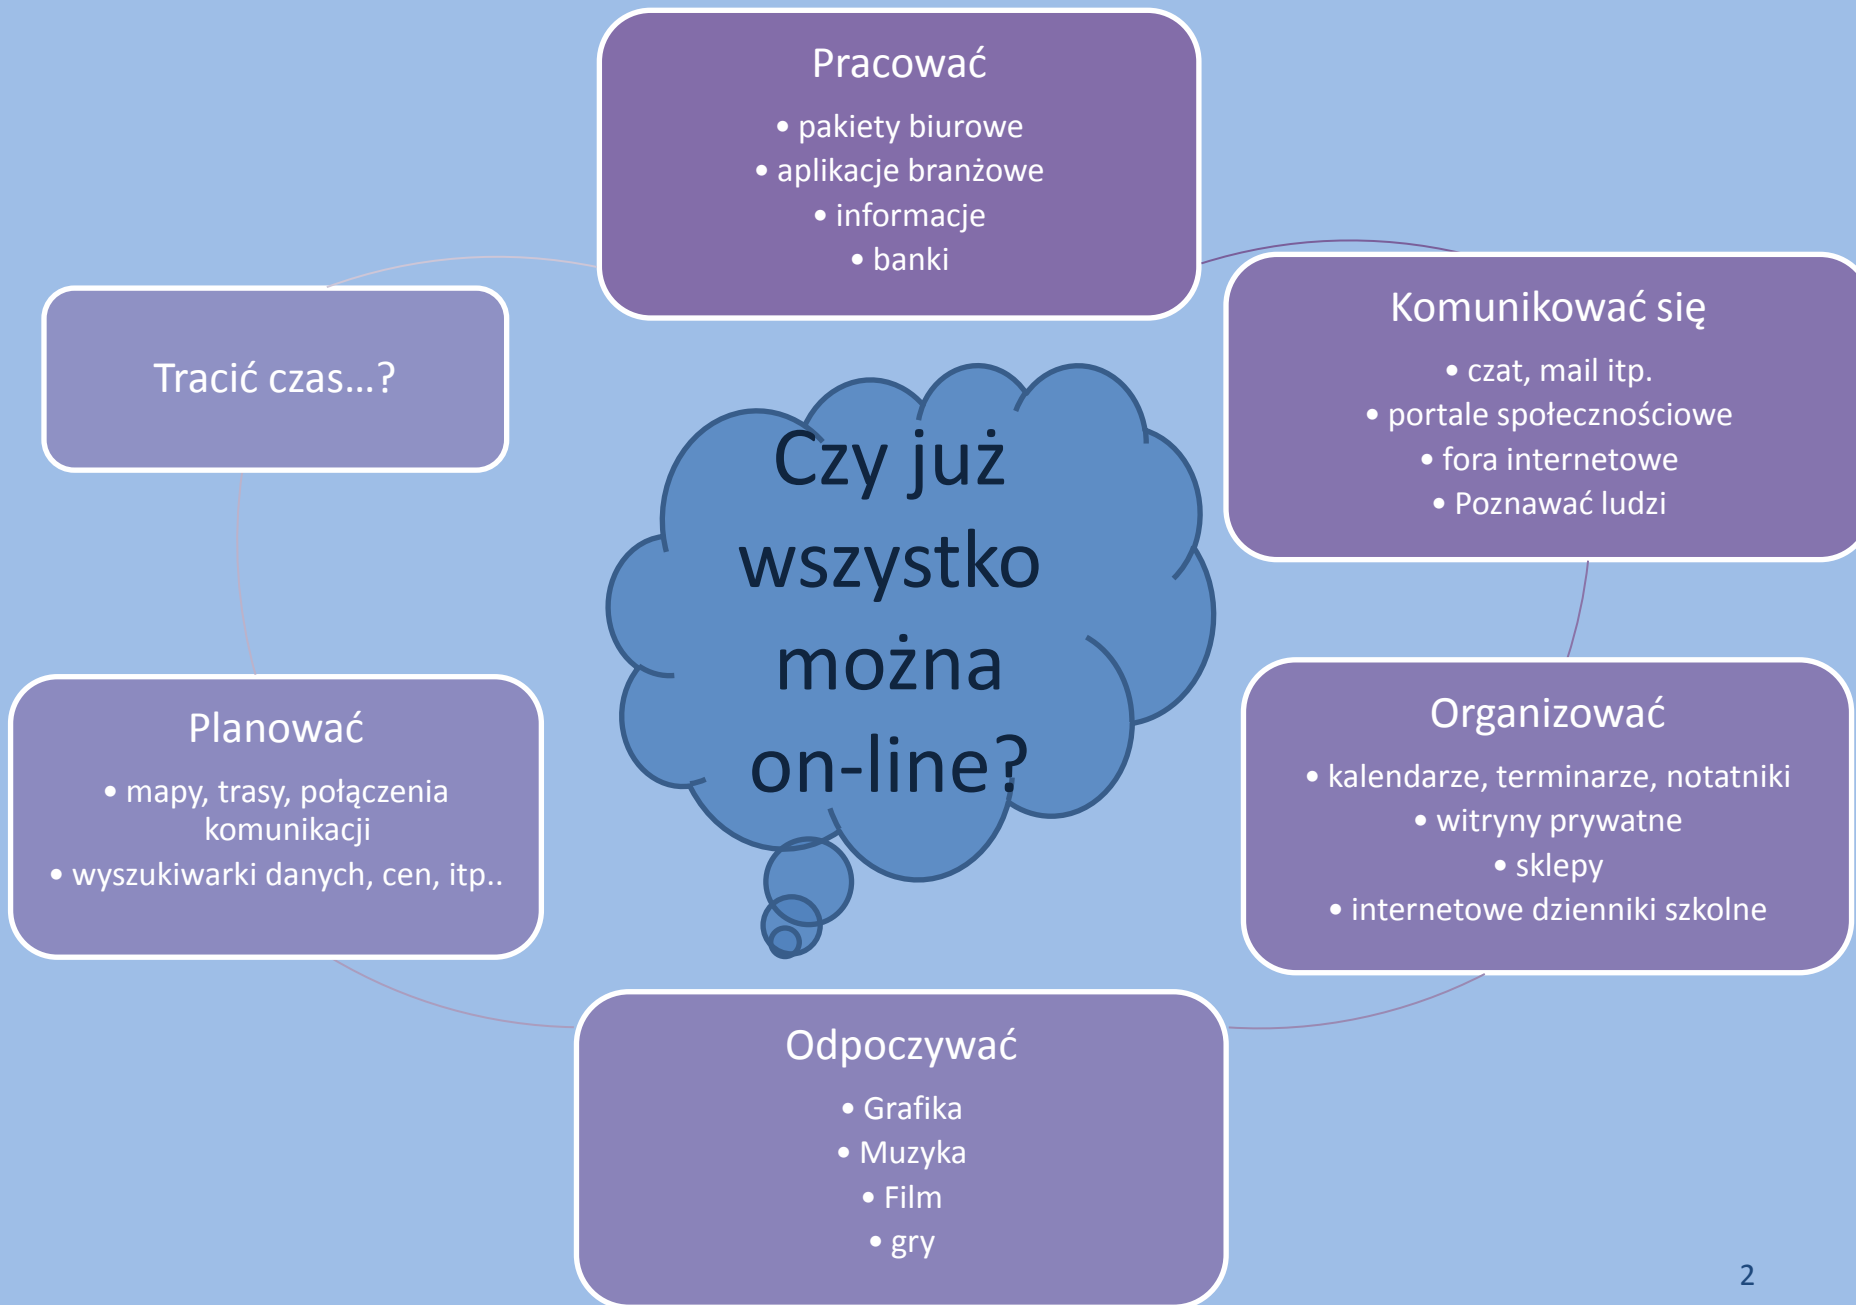 Pracować
• pakiety biurowe
• aplikacje branżowe
• informacje
• banki
Komunikować się
• czat, mail itp.
• portale społecznościowe
• fora internetowe
• Poznawać ludzi
Organizować
• kalendarze, terminarze, notatniki
• witryny prywatne
• sklepy
• internetowe dzienniki szkolne
Odpoczywać
• Grafika
• Muzyka
• Film
• gry
Planować
• mapy, trasy, połączenia
komunikacji
• wyszukiwarki danych, cen, itp..
Tracić czas...?
Czy już
wszystko
można
on-line?
2